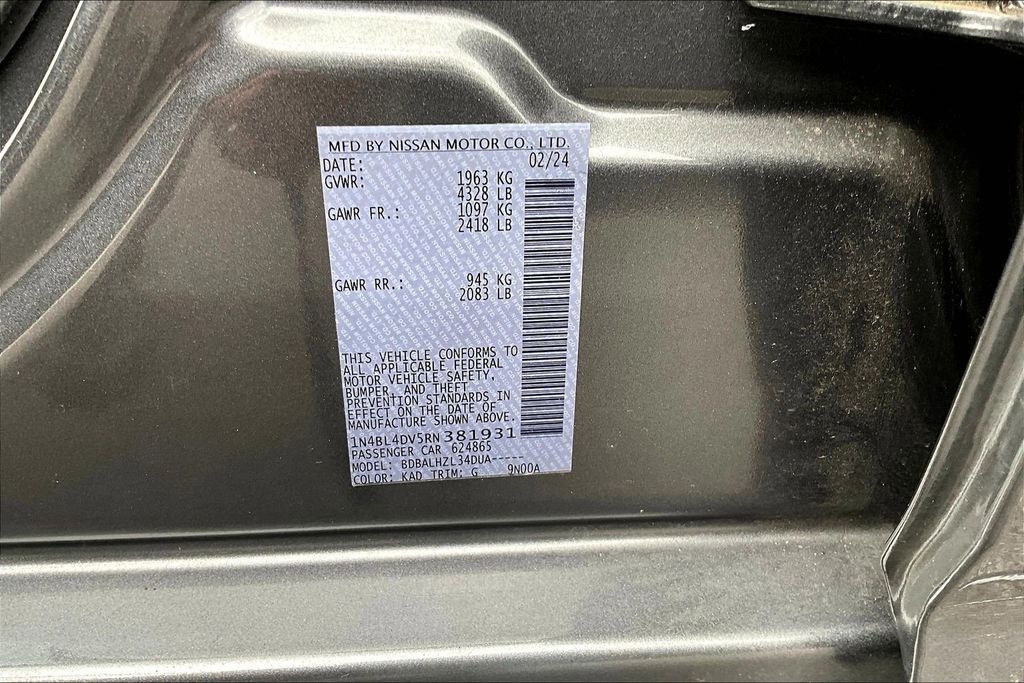 MFD BY NISSAN MOTOR CO., LTD.
DATE: 02/24
GVWR: 1963 KG
4328 LB
GAWR FR.: 1097 KG
2418 LB
GAWR RR.: 945 KG
2083 LB
THIS VEHICLE CONFORMS TO
ALL APPLICABLE FEDERAL
MOTOR VEHICLE SAFETY,
BUMPER, AND THEFT
PREVENTION STANDARDS IN
EFFECT ON THE DATE OF
MANUFACTURE SHOWN ABOVE.
1N4BL4DV5RN381931
PASSENGER CAR 624865
MODEL: BDBALHZL34DUA-----
COLOR: KAD TRIM: G 9N00A